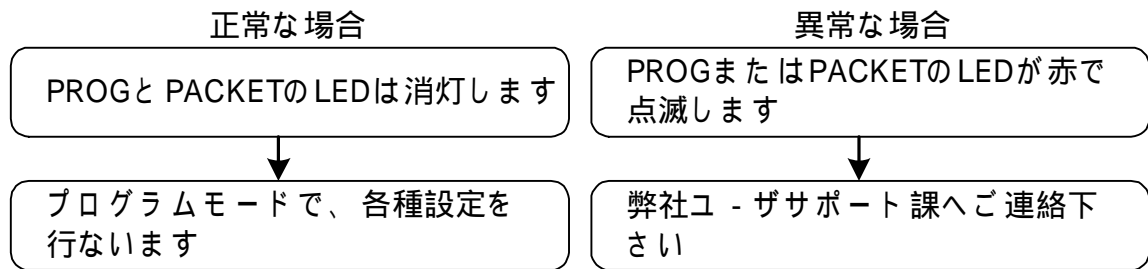 正常な場合
PROGとPACKETのLEDは消灯します
プログラムモードで、各種設定を
行ないます
異常な場合
PROGまたはPACKETのLEDが赤で
点滅します
弊社ユ-ザサポート課へご連絡下
さい